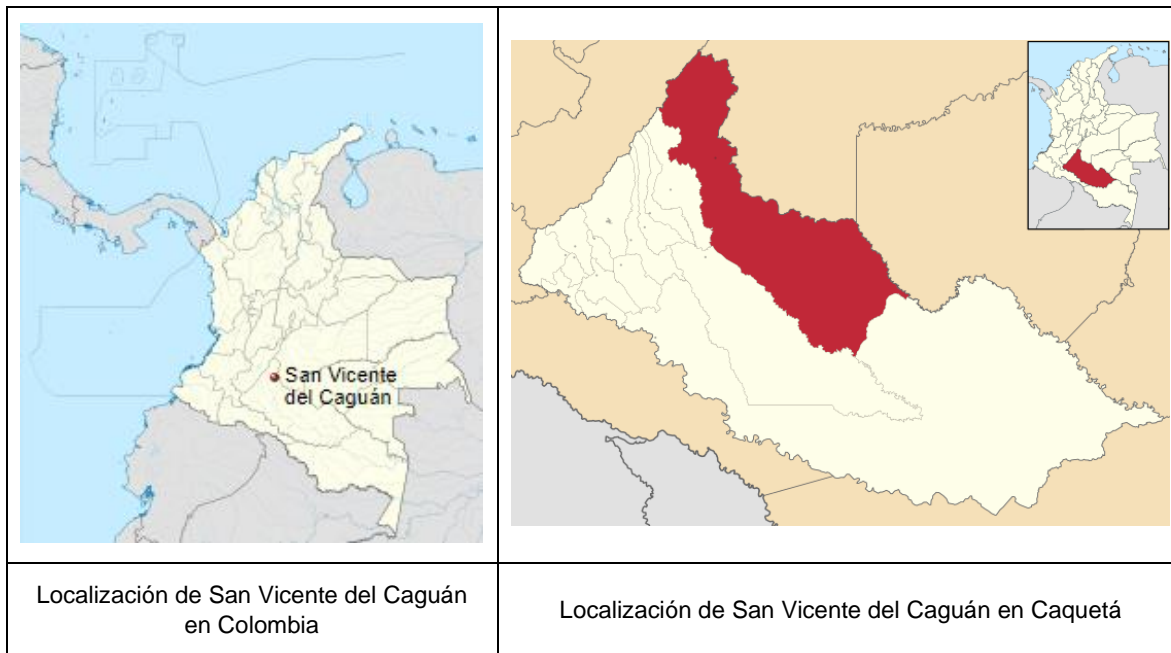 San Vicente
del Caguán
Localización de San Vicente del Caguán
en Colombia
Localización de San Vicente del Caguán en Caquetá